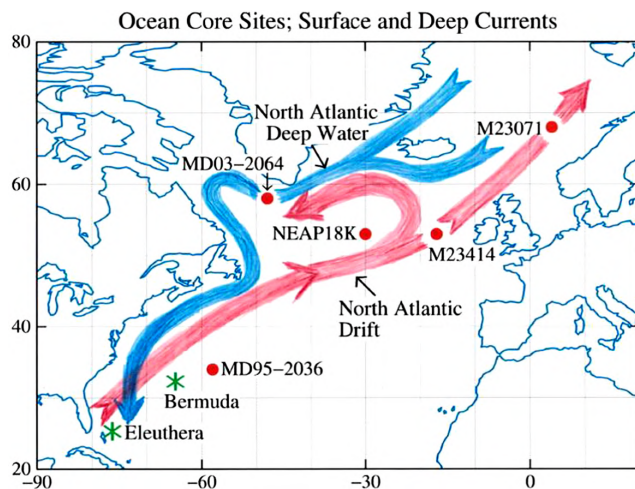 Ocean Core Sites; Surface and Deep Currents
80
North Atlantic
Deep Water
M23071
MD03-2064
60
NEAP18K
M23414
North Atlantic
Drift
40
MD95-2036
Bermuda
Eleuthera
20
-90
-60
-30
0